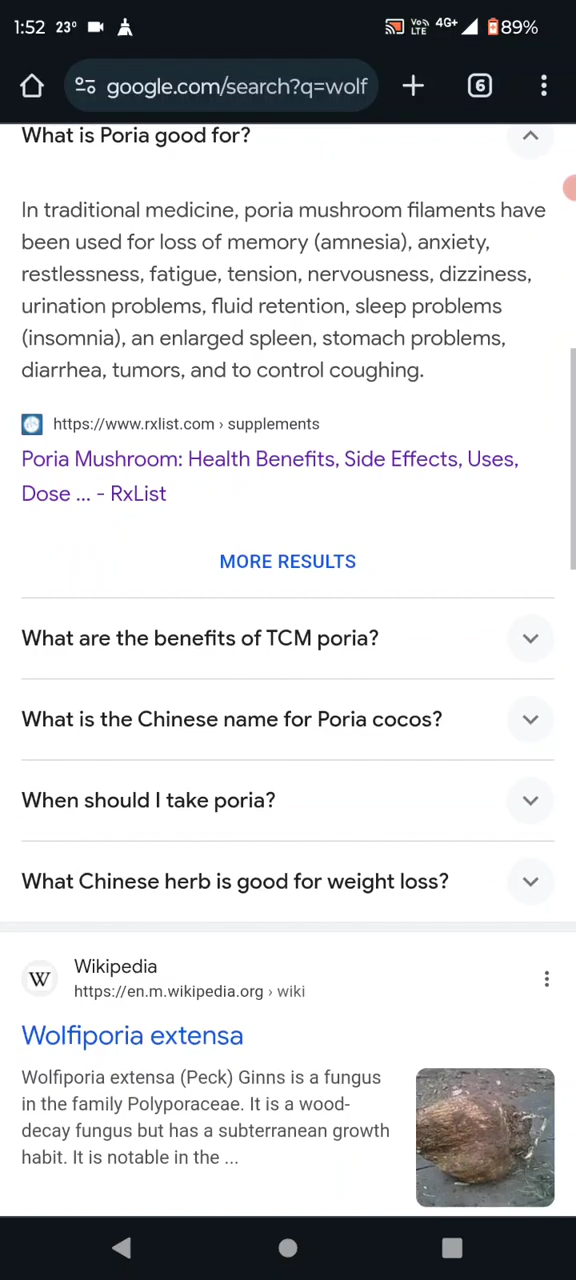 1:52 23° Vo) LTE 4G+ 89%
google.com/search?q=wolf 6
What is Poria good for?
In traditional medicine, poria mushroom filaments have
been used for loss of memory (amnesia), anxiety,
restlessness, fatigue, tension, nervousness, dizziness,
urination problems, fluid retention, sleep problems
(insomnia), an enlarged spleen, stomach problems,
diarrhea, tumors, and to control coughing.
https://www.rxlist.com › supplements
Poria Mushroom: Health Benefits, Side Effects, Uses,
Dose ... - RxList
MORE RESULTS
What are the benefits of TCM poria?
What is the Chinese name for Poria cocos?
When should I take poria?
What Chinese herb is good for weight loss?
W Wikipedia
https://en.m.wikipedia.org › wiki
Wolfiporia extensa
Wolfiporia extensa (Peck) Ginns is a fungus
in the family Polyporaceae. It is a wood-
decay fungus but has a subterranean growth
habit. It is notable in the ...